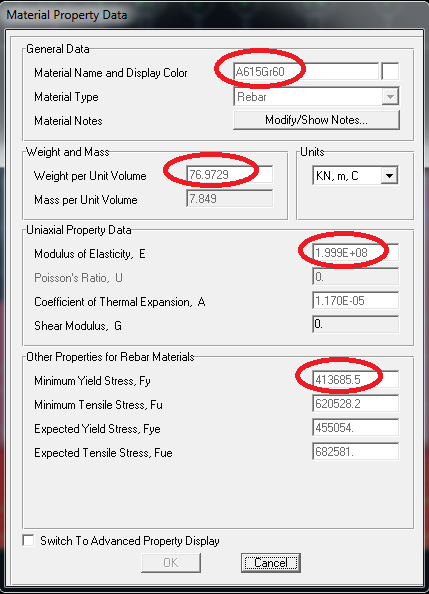 Material Property Data
General Data
Material Name and Display Color A615Gr60
Material Type Rebar
Material Notes Modify/Show Notes...
Weight and Mass
Weight per Unit Volume 76.9729
Mass per Unit Volume 7.849
Units
KN, m, C
Uniaxial Property Data
Modulus of Elasticity, E 1.999E+08
Poisson's Ratio, U 0.
Coefficient of Thermal Expansion, A 1.170E-05
Shear Modulus, G 0.
Other Properties for Rebar Materials
Minimum Yield Stress, Fy 413685.5
Minimum Tensile Stress, Fu 620528.2
Expected Yield Stress, Fye 455054.
Expected Tensile Stress, Fue 682581.
Switch To Advanced Property Display
OK Cancel